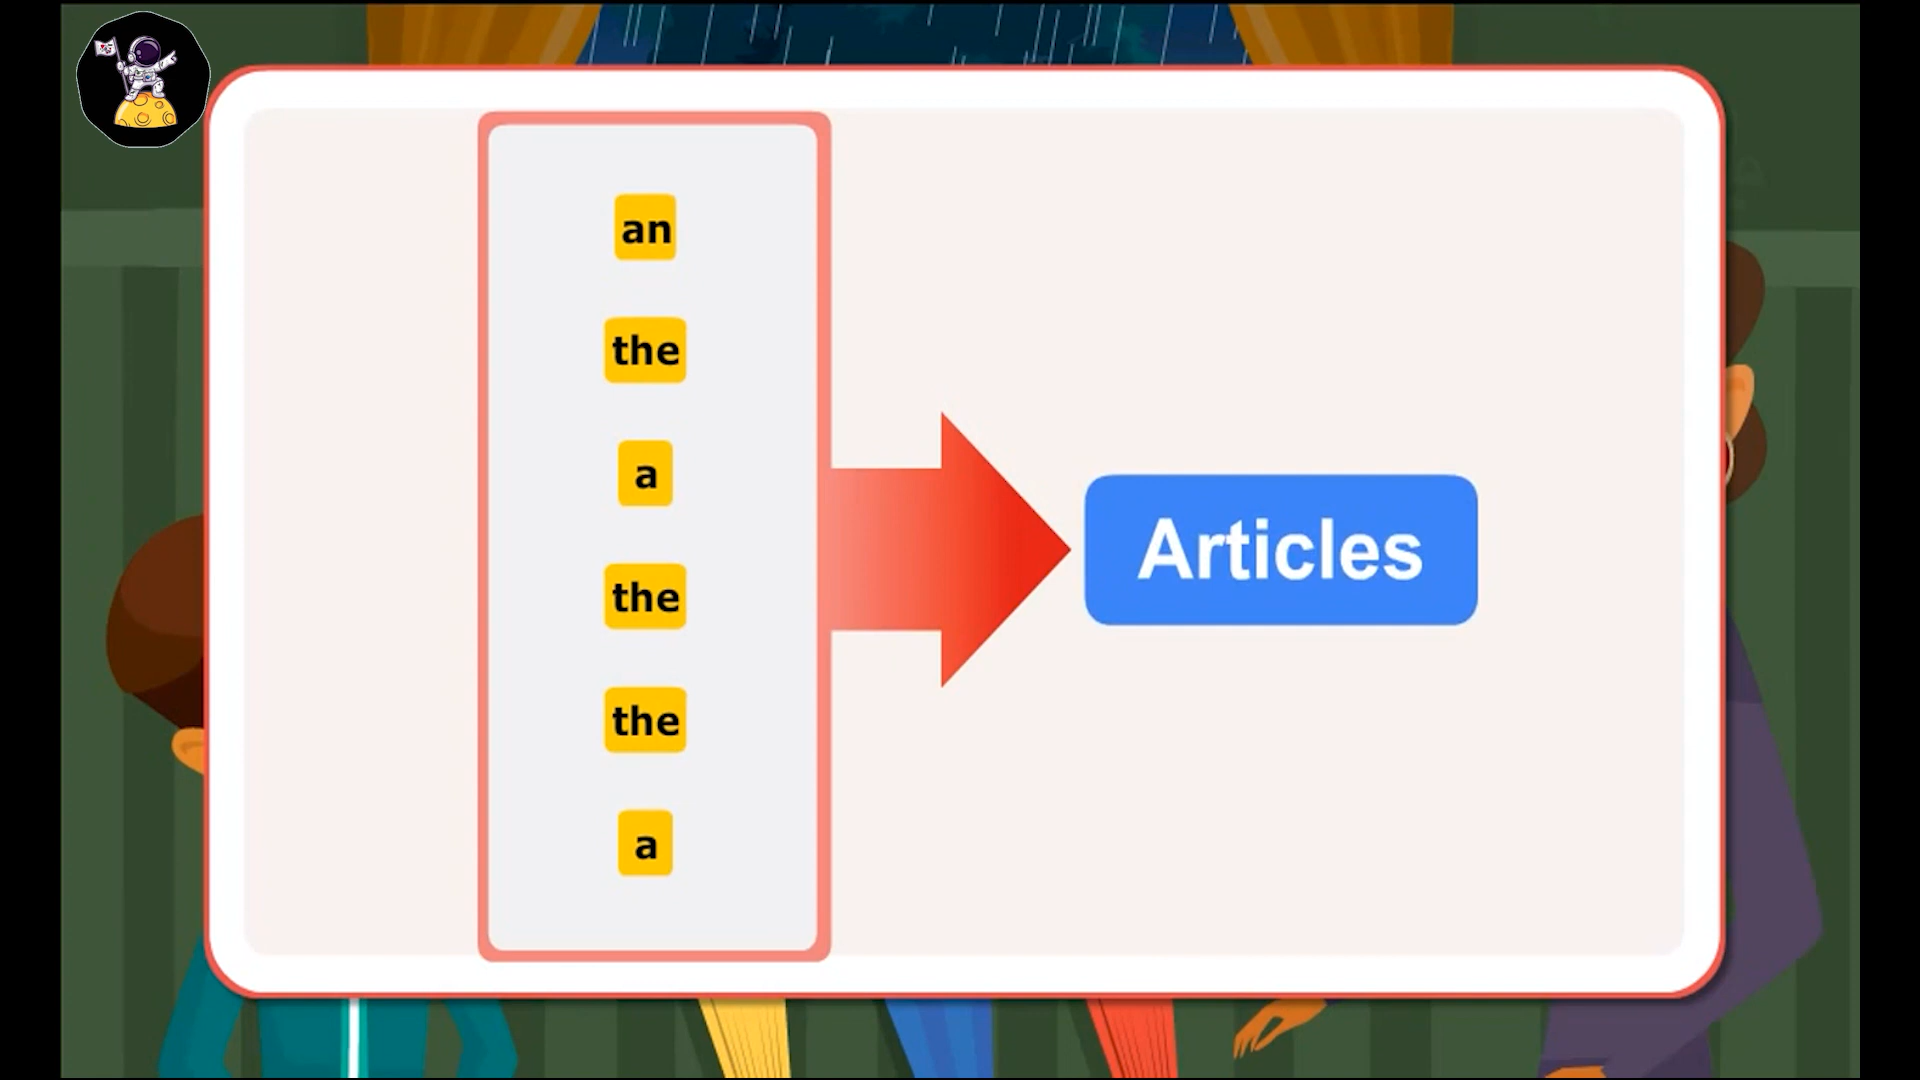 an
the
a
the
the
a
Articles